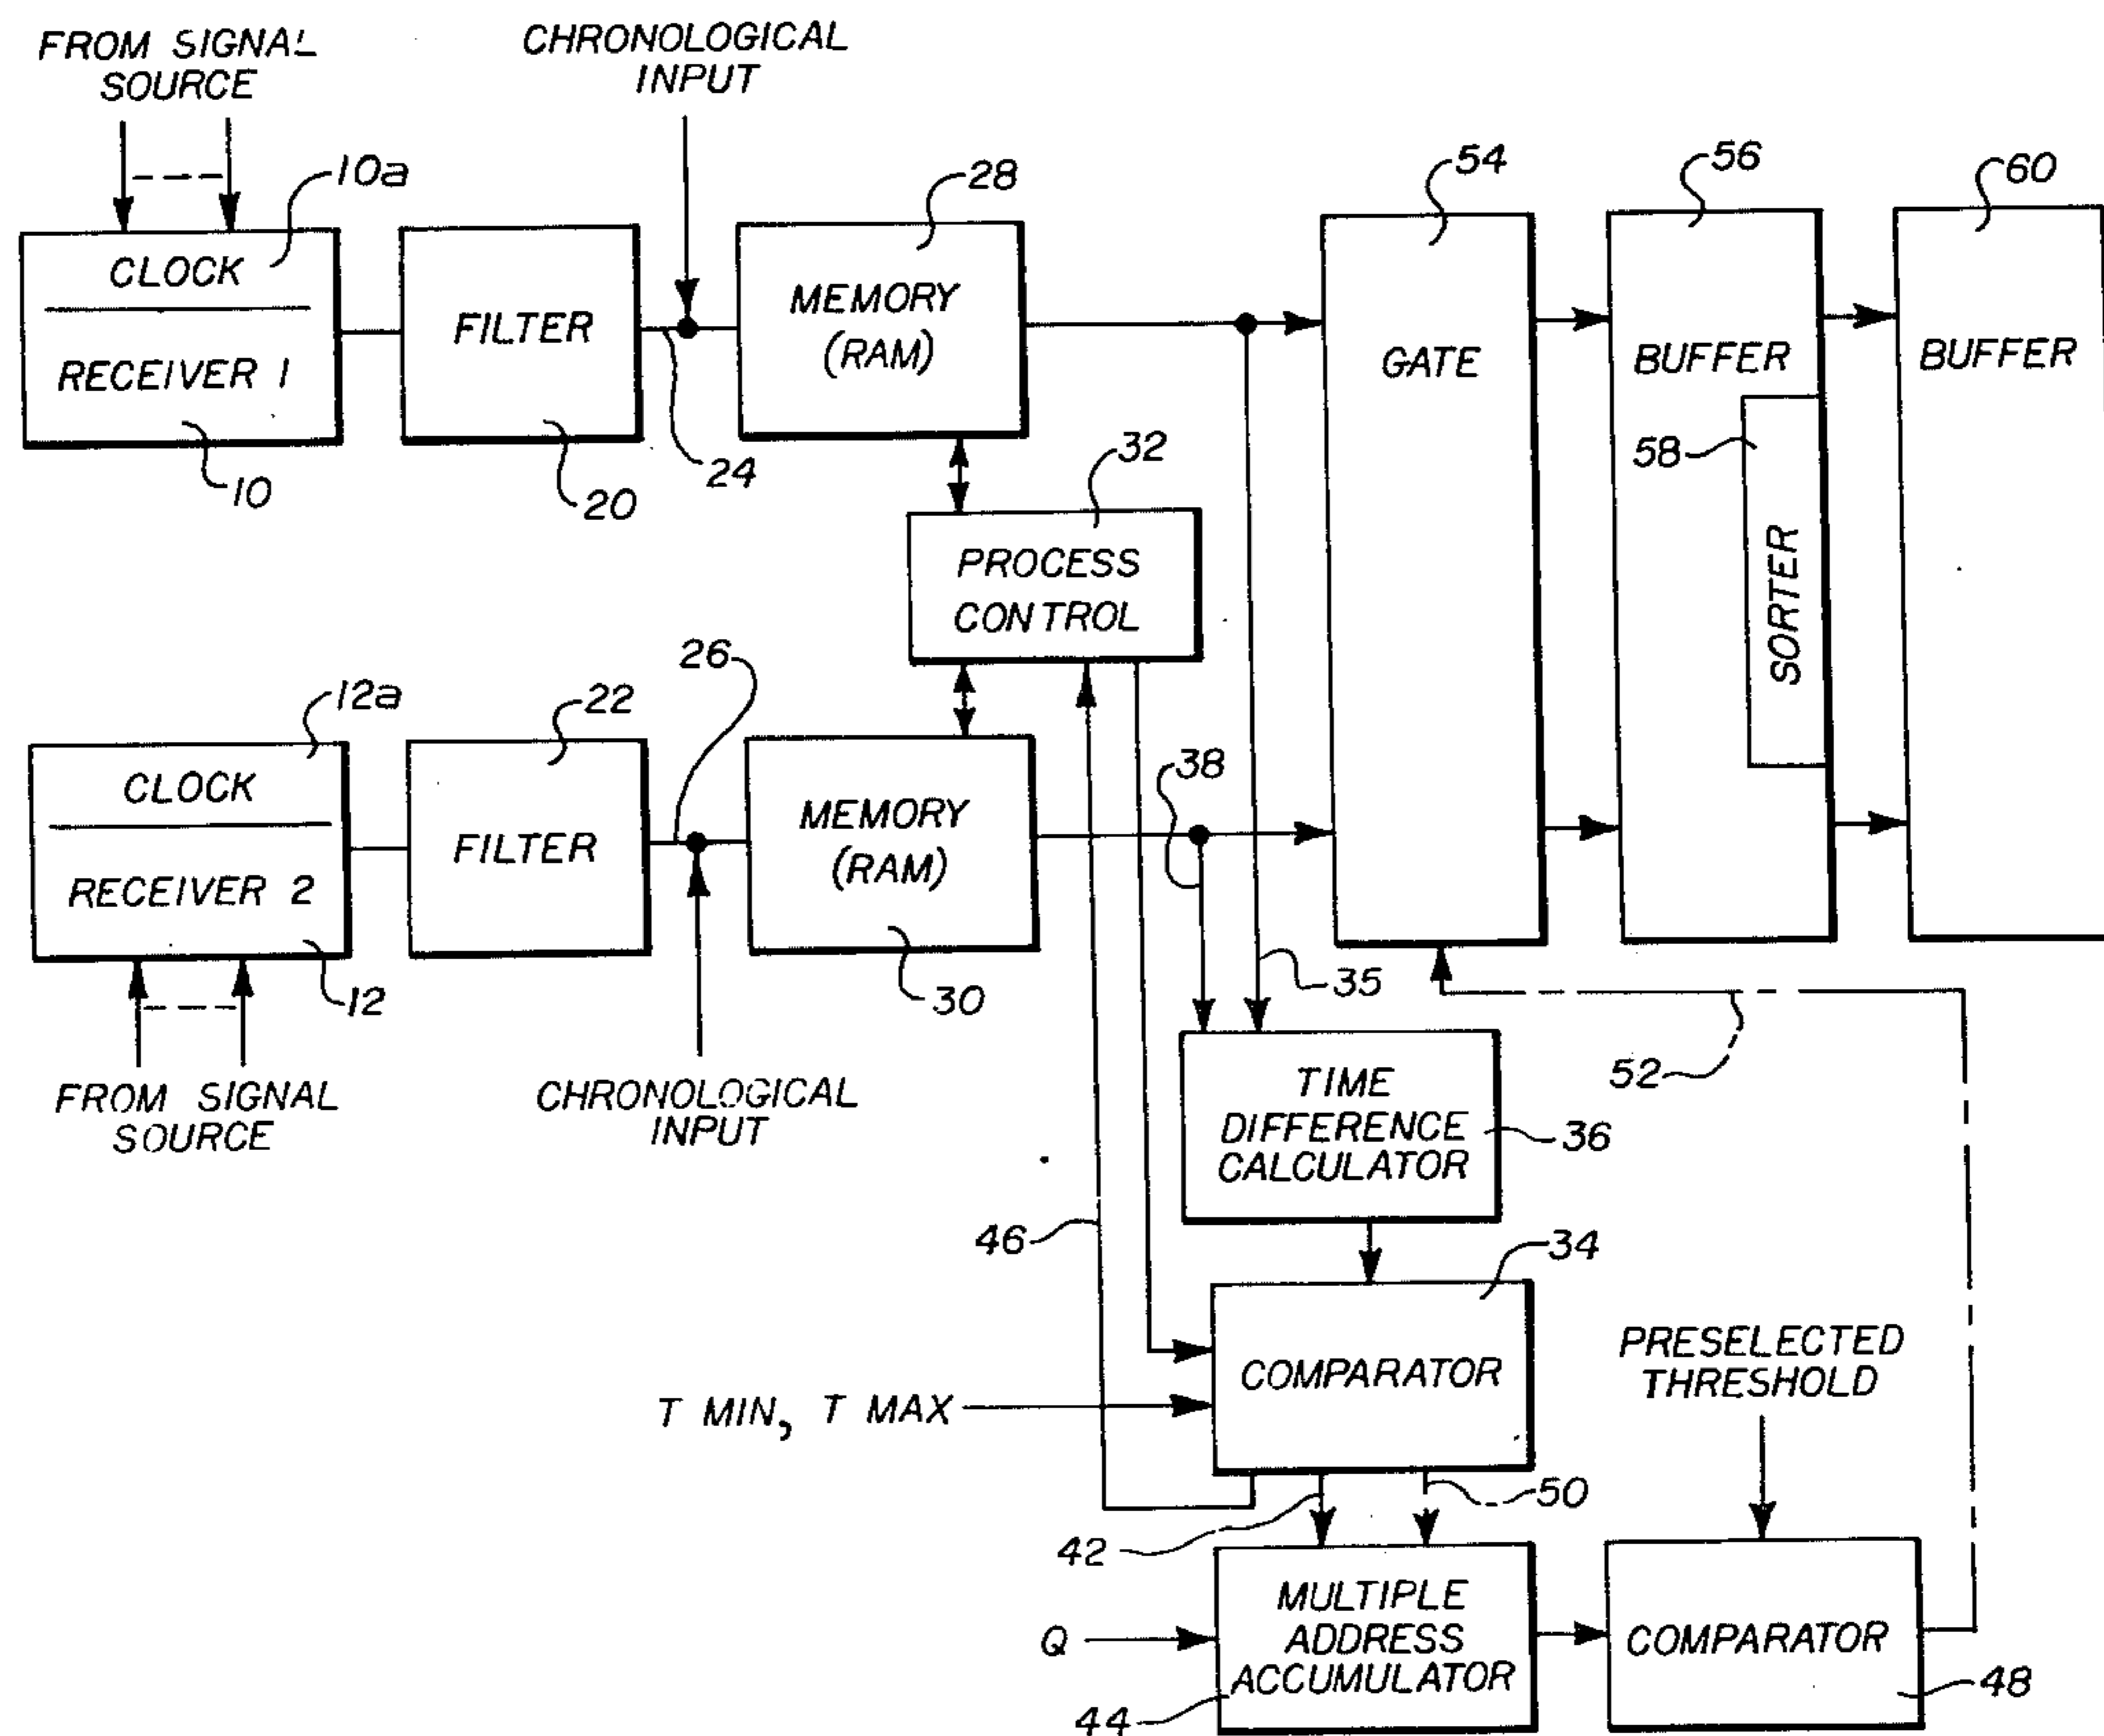 FROM SIGNAL
SOURCE
CHRONOLOGICAL
INPUT
10a
28
54
56
60
CLOCK
RECEIVER 1
FILTER
MEMORY
(RAM)
GATE
BUFFER
BUFFER
10
20
24
32
58
SORTER
PROCESS
CONTROL
12a
22
26
38
CLOCK
RECEIVER 2
FILTER
MEMORY
(RAM)
12
30
35
52
FROM SIGNAL
SOURCE
CHRONOLOGICAL
INPUT
TIME
DIFFERENCE
CALCULATOR
36
46
34
COMPARATOR
T MIN, T MAX
PRESELECTED
THRESHOLD
42
50
Q
MULTIPLE
ADDRESS
ACCUMULATOR
COMPARATOR
44
48